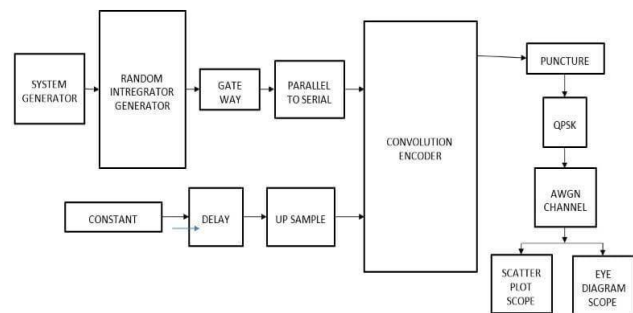 SYSTEM
GENERATOR
RANDOM
INTREGRATOR
GENERATOR
GATE
WAY
PARALLEL
TO SERIAL
CONVOLUTION
ENCODER
PUNCTURE
QPSK
AWGN
CHANNEL
SCATTER
PLOT
SCOPE
EYE
DIAGRAM
SCOPE
CONSTANT
DELAY
UP SAMPLE